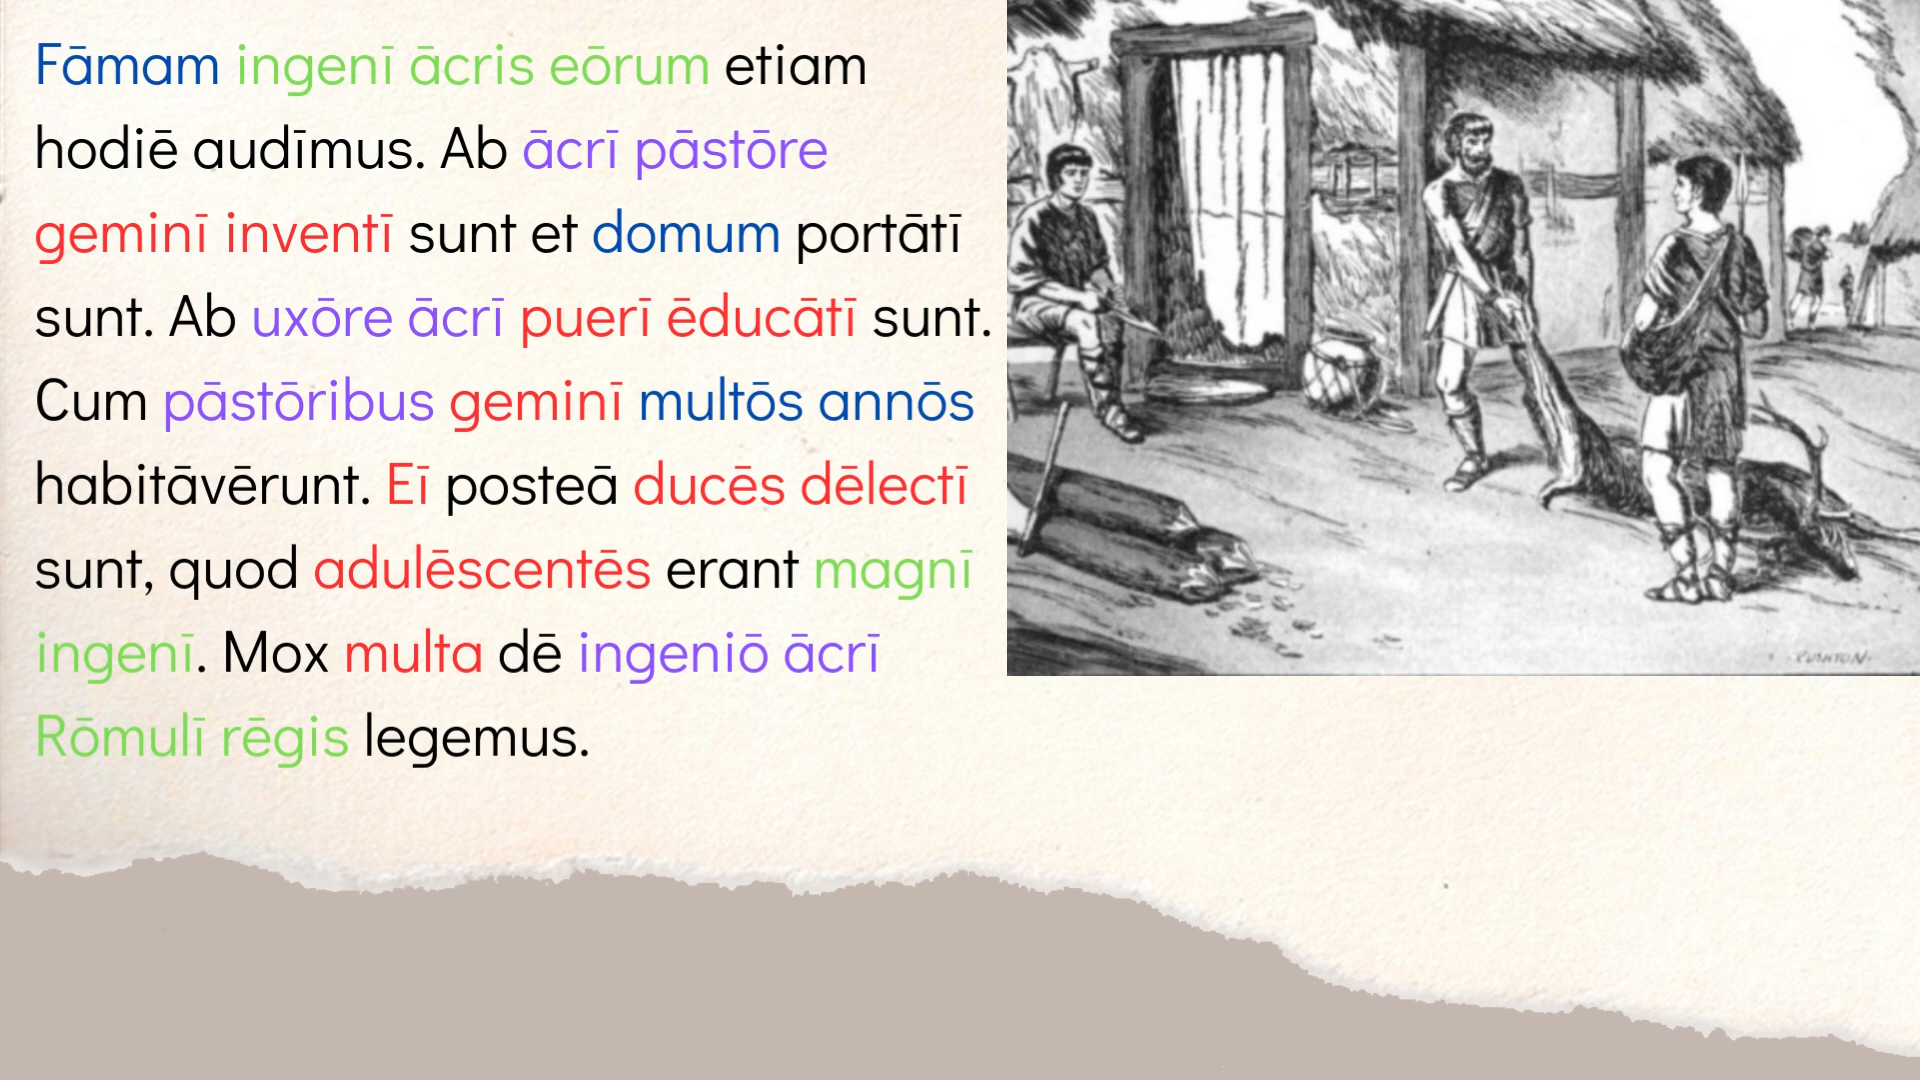 Fāmam ingenī ācris eōrum etiam
hodiē audīmus. Ab ācrī pāstōre
geminī inventī sunt et domum portātī
sunt. Ab uxōre ācrī puerī ēducātī sunt.
Cum pāstōribus geminī multōs annōs
habitāvērunt. Eī posteā ducēs dēlectī
sunt, quod adulēscentēs erant magnī
ingenī. Mox multa dē ingeniō ācrī
Rōmulī rēgis legemus.